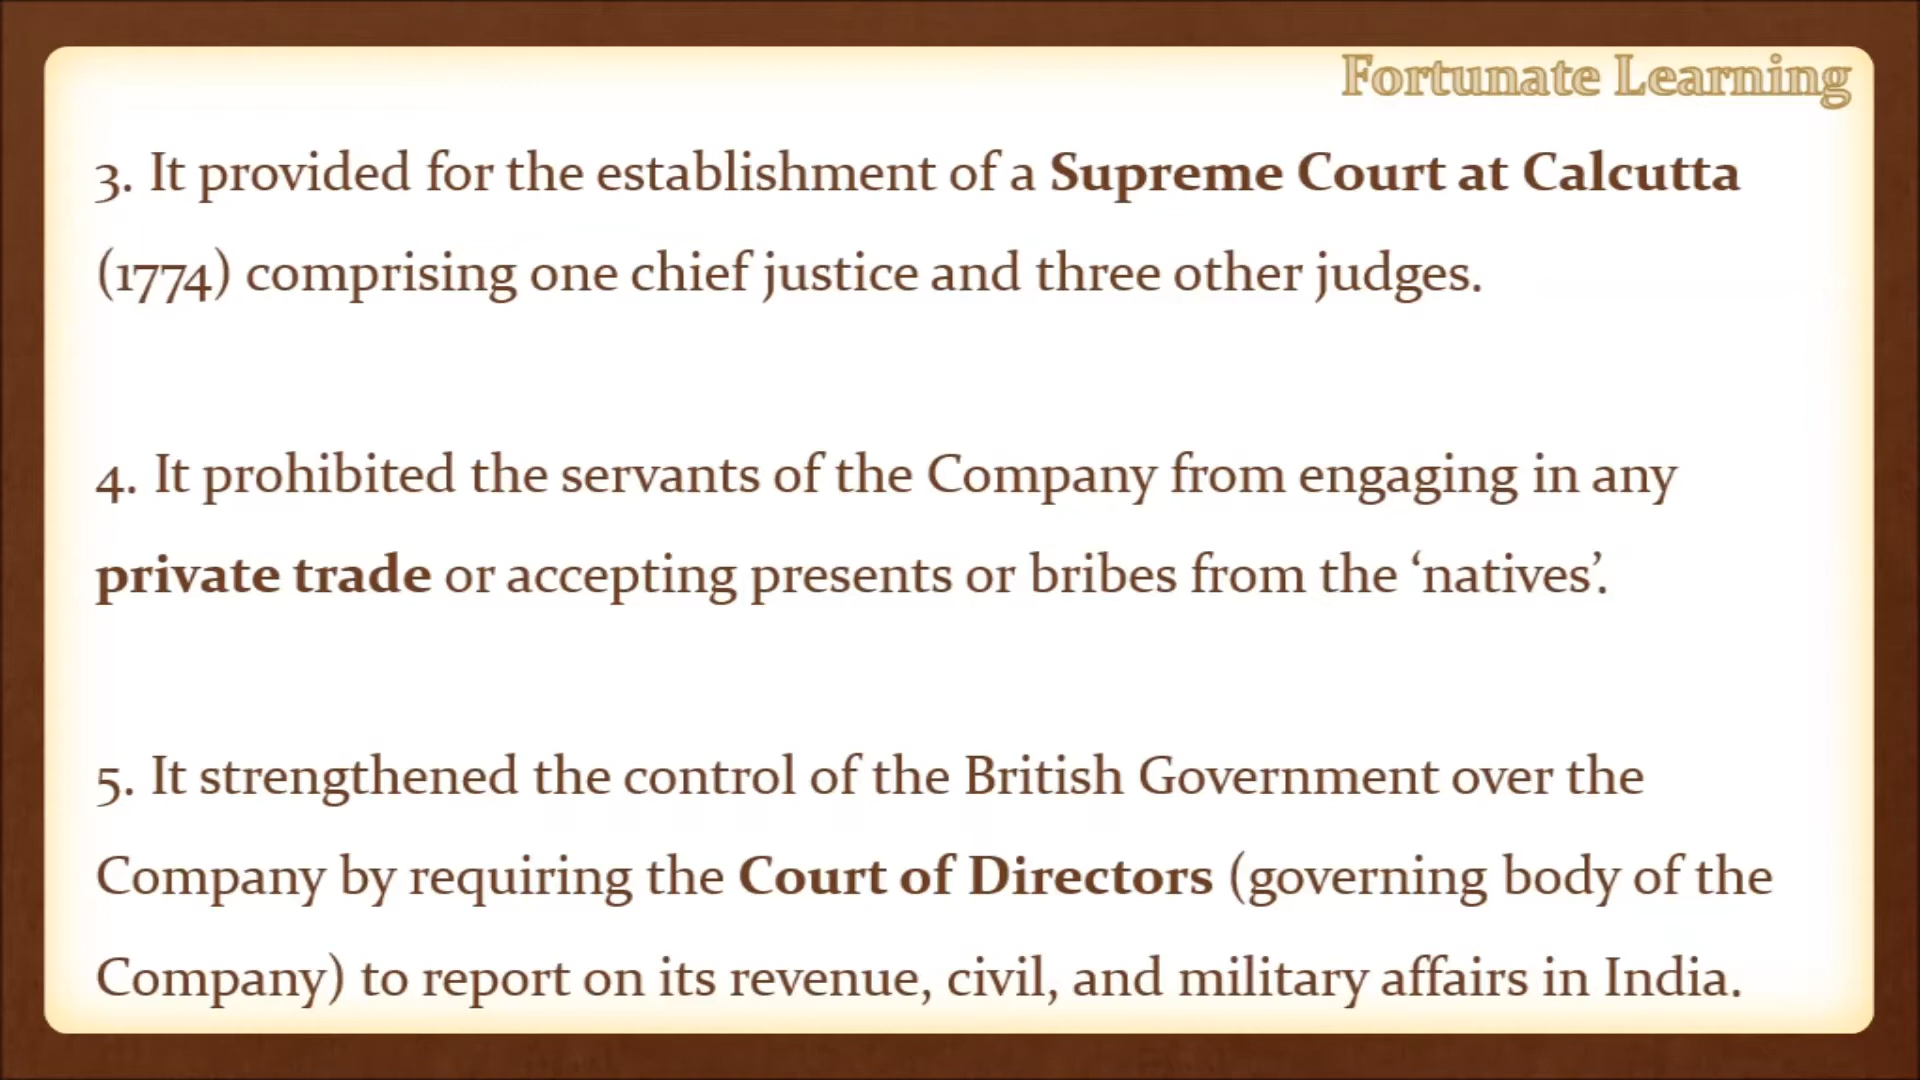 Fortunate Learning
3. It provided for the establishment of a Supreme Court at Calcutta
(1774) comprising one chief justice and three other judges.
4. It prohibited the servants of the Company from engaging in any
private trade or accepting presents or bribes from the ‘natives’.
5. It strengthened the control of the British Government over the
Company by requiring the Court of Directors (governing body of the
Company) to report on its revenue, civil, and military affairs in India.